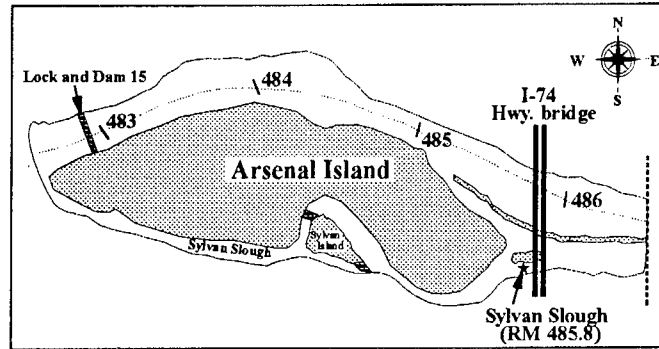 N
W E
S
Lock and Dam 15
484
483
I-74
Hwy. bridge
485
Arsenal Island
486
Sylvan Slough
Sylvan
Island
Sylvan Slough
(RM 485.8)